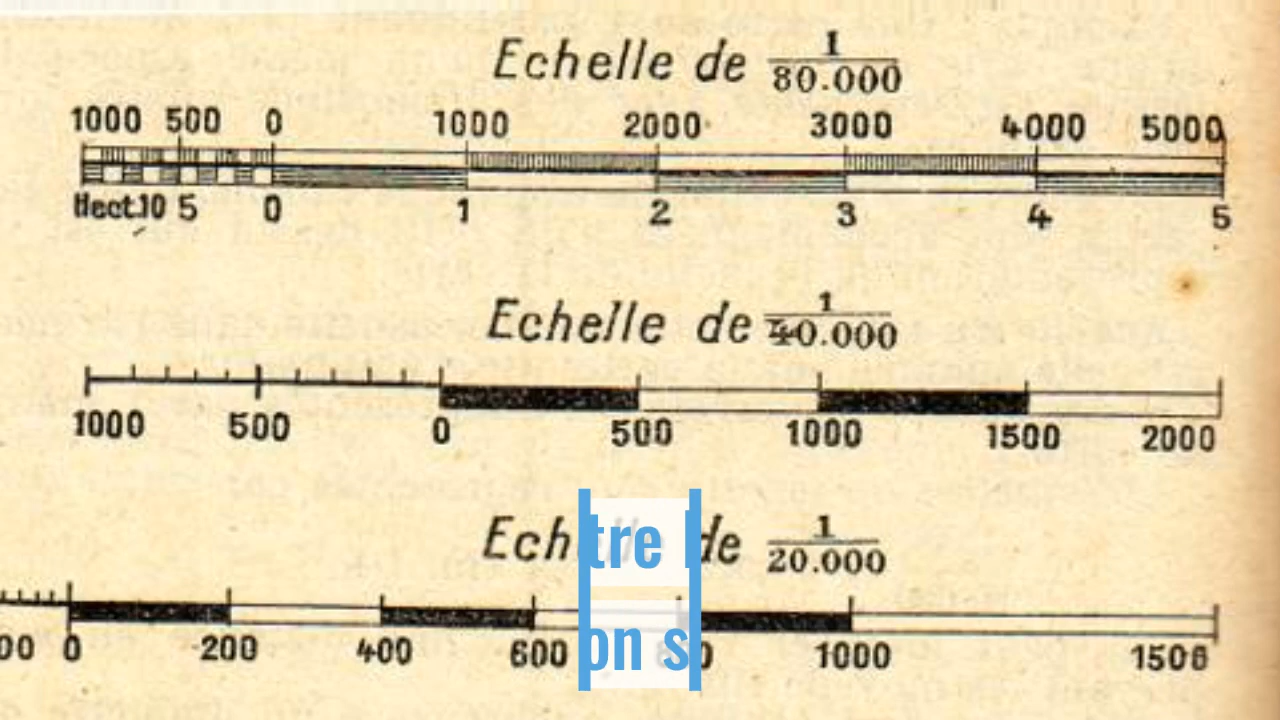 Echelle de 1/80.000
1000 500 0 1000 2000 3000 4000 5000
Hect.10 5 0 1 2 3 4 5
Echelle de 1/40.000
1000 500 0 500 1000 1500 2000
Echelle de 1/20.000
tre
on s
00 0 200 400 600 1000 1500